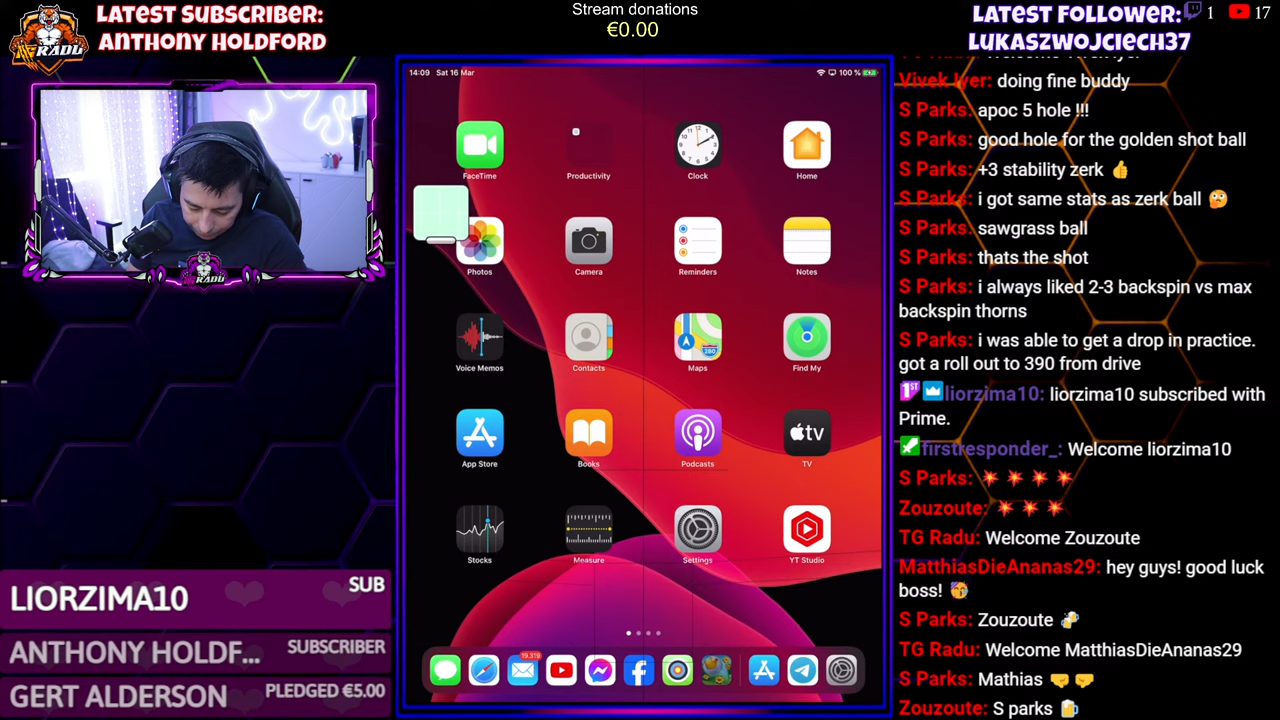 LATEST SUBSCRIBER:
ANTHONY HOLDFORD
RADU
Stream donations
€0.00
LATEST FOLLOWER:
LUKASZWOJCIECH37
1
17
14:09 Sat 16 Mar
100 %
FaceTime
Productivity
Clock
Home
Photos
Camera
Reminders
Notes
Voice Memos
Contacts
Maps
280
Find My
App Store
Books
Podcasts
tv
TV
Stocks
Measure
Settings
YT Studio
19,319
RADU
LIORZIMA10
SUB
ANTHONY HOLDF...
SUBSCRIBER
GERT ALDERSON
PLEDGED €5.00
Vivek Iyer: doing fine buddy
S Parks: apoc 5 hole !!!
S Parks: good hole for the golden shot ball
S Parks: +3 stability zerk 👍
S Parks: i got same stats as zerk ball 🤔
S Parks: sawgrass ball
S Parks: thats the shot
S Parks: i always liked 2-3 backspin vs max
backspin thorns
S Parks: i was able to get a drop in practice.
got a roll out to 390 from drive
1ST liorzima10: liorzima10 subscribed with
Prime.
firstresponder_: Welcome liorzima10
S Parks: 💥 💥 💥 💥
Zouzoute: 💥 💥 💥
TG Radu: Welcome Zouzoute
MatthiasDieAnanas29: hey guys! good luck
boss! 🥳
S Parks: Zouzoute 🍻
TG Radu: Welcome MatthiasDieAnanas29
S Parks: Mathias 🤜 🤛
Zouzoute: S parks 🍺